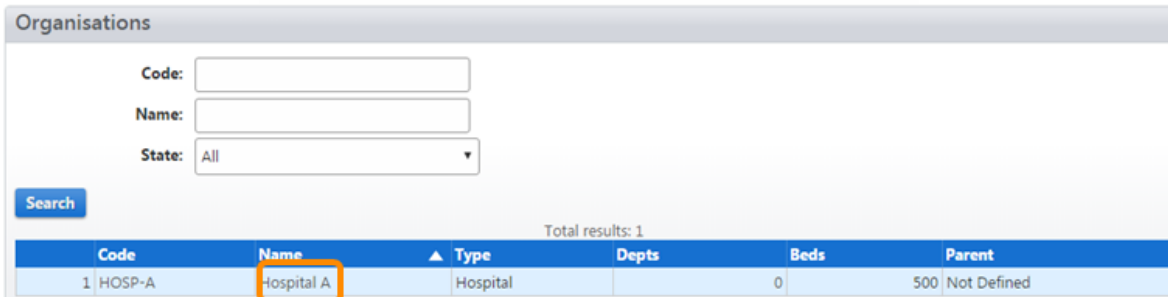 Organisations
Code:
Name:
State: All
Search
Total results: 1
Code Name Type Depts Beds Parent
1 HOSP-A Hospital A Hospital 0 500 Not Defined